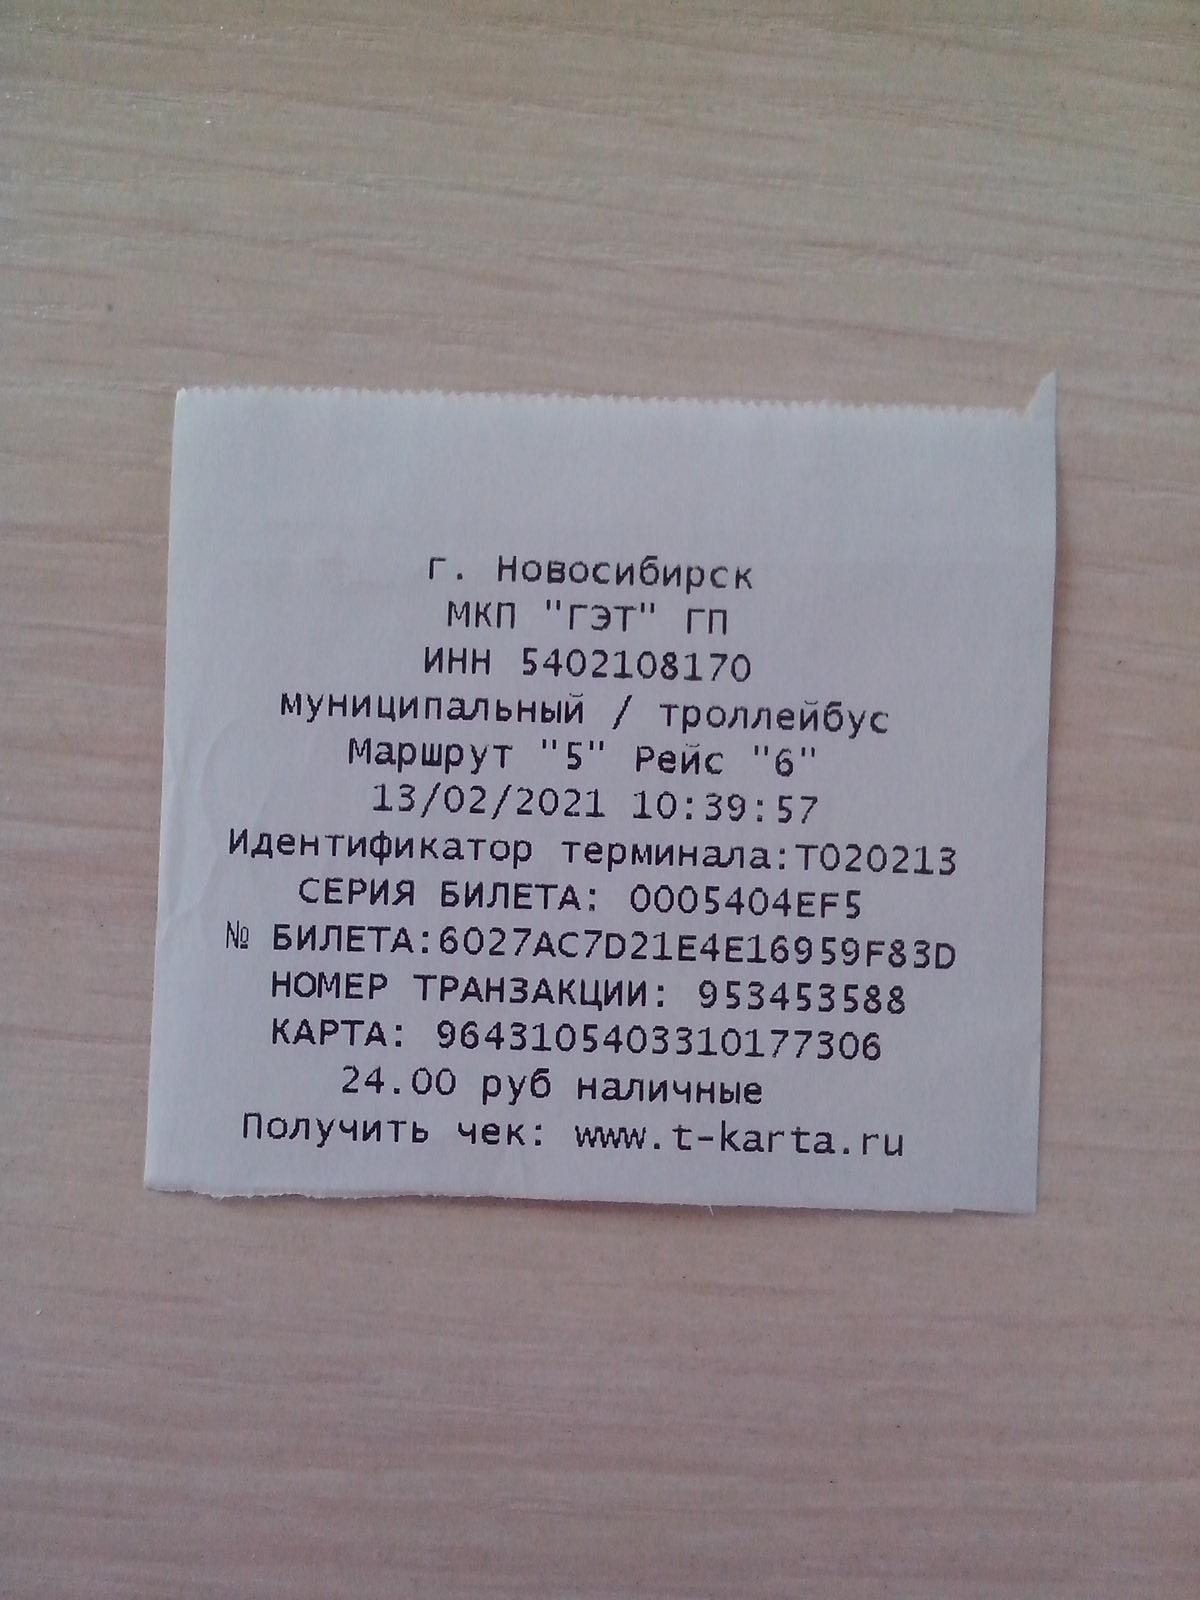 г. Новосибирск
МКП "ГЭТ" ГП
ИНН 5402108170
муниципальный / троллейбус
Маршрут "5" Рейс "6"
13/02/2021 10:39:57
Идентификатор терминала:T020213
СЕРИЯ БИЛЕТА: 0005404EF5
№ БИЛЕТА:6027AC7D21E4E16959F83D
НОМЕР ТРАНЗАКЦИИ: 953453588
КАРТА: 9643105403310177306
24.00 руб наличные
Получить чек: www.t-karta.ru